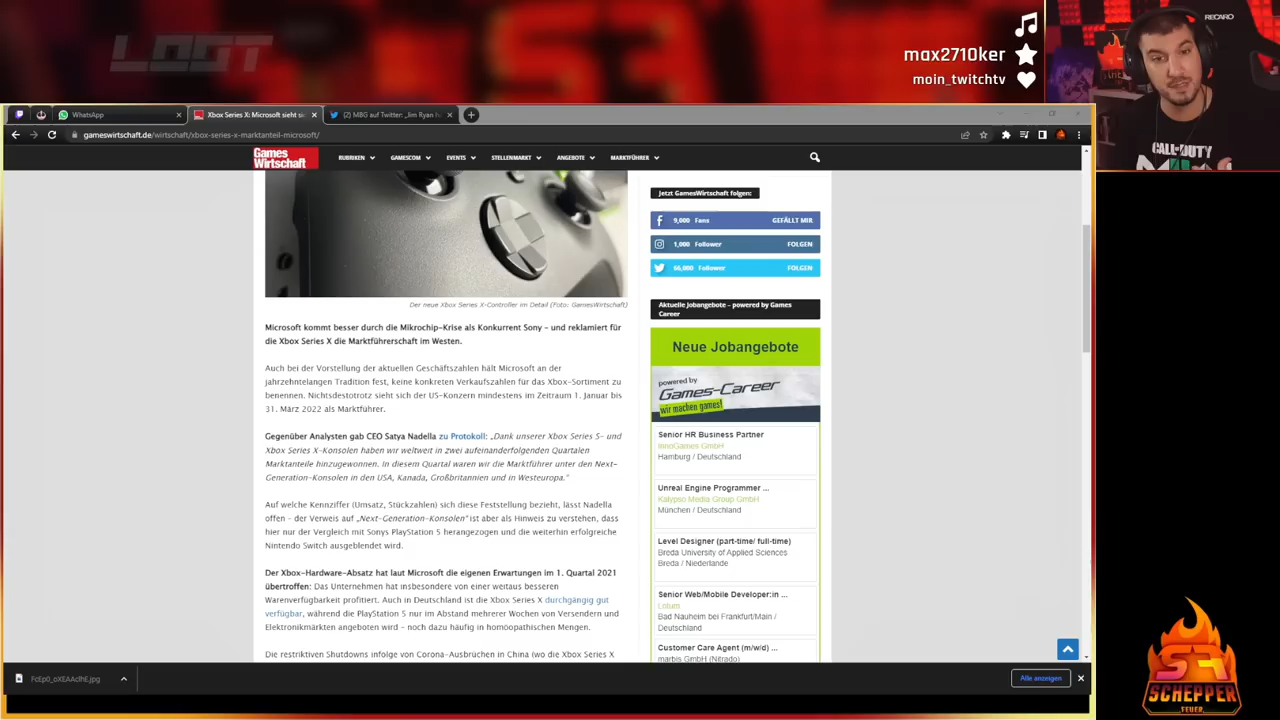 LOST
max2710ker
moin_twitchtv
RECARO
CALL OF DUTY
WhatsApp
Xbox Series X: Microsoft sieht si
(2) MBG auf Twitter: „Jim Ryan h
gameswirtschaft.de/wirtschaft/xbox-series-x-marktanteil-microsoft/
Games
Wirtschaft
RUBRIKEN
GAMESCOM
EVENTS
STELLENMARKT
ANGEBOTE
MARKTFÜHRER
Der neue Xbox Series X-Controller im Detail (Foto: GamesWirtschaft)
Microsoft kommt besser durch die Mikrochip-Krise als Konkurrent Sony – und reklamiert für
die Xbox Series X die Marktführerschaft im Westen.
Auch bei der Vorstellung der aktuellen Geschäftszahlen hält Microsoft an der
jahrzehntelangen Tradition fest, keine konkreten Verkaufszahlen für das Xbox-Sortiment zu
benennen. Nichtsdestotrotz sieht sich der US-Konzern mindestens im Zeitraum 1. Januar bis
31. März 2022 als Marktführer.
Gegenüber Analysten gab CEO Satya Nadella zu Protokoll: „Dank unserer Xbox Series S- und
Xbox Series X-Konsolen haben wir weltweit in zwei aufeinanderfolgenden Quartalen
Marktanteile hinzugewonnen. In diesem Quartal waren wir die Marktführer unter den Next-
Generation-Konsolen in den USA, Kanada, Großbritannien und in Westeuropa.“
Auf welche Kennziffer (Umsatz, Stückzahlen) sich diese Feststellung bezieht, lässt Nadella
offen – der Verweis auf „Next-Generation-Konsolen“ ist aber als Hinweis zu verstehen, dass
hier nur der Vergleich mit Sonys PlayStation 5 herangezogen und die weiterhin erfolgreiche
Nintendo Switch ausgeblendet wird.
Der Xbox-Hardware-Absatz hat laut Microsoft die eigenen Erwartungen im 1. Quartal 2021
übertroffen: Das Unternehmen hat insbesondere von einer weitaus besseren
Warenverfügbarkeit profitiert. Auch in Deutschland ist die Xbox Series X durchgängig gut
verfügbar, während die PlayStation 5 nur im Abstand mehrerer Wochen von Versendern und
Elektronikmärkten angeboten wird – noch dazu häufig in homöopathischen Mengen.
Die restriktiven Shutdowns infolge von Corona-Ausbrüchen in China (wo die Xbox Series X
Jetzt GamesWirtschaft folgen:
9,000 Fans GEFÄLLT MIR
1,000 Follower FOLGEN
66,000 Follower FOLGEN
Aktuelle Jobangebote – powered by Games
Career
Neue Jobangebote
powered by
Games-Career
wir machen games!
Senior HR Business Partner
InnoGames GmbH
Hamburg / Deutschland
Unreal Engine Programmer ...
Kalypso Media Group GmbH
München / Deutschland
Level Designer (part-time/ full-time)
Breda University of Applied Sciences
Breda / Niederlande
Senior Web/Mobile Developer:in ...
Bad Nauheim bei Frankfurt/Main /
Deutschland
Customer Care Agent (m/w/d) ...
marbis GmbH (Nitrado)
FcEp0_oXEAAclhE.jpg
Alle anzeigen
SF
SCHEPPER
FEUER